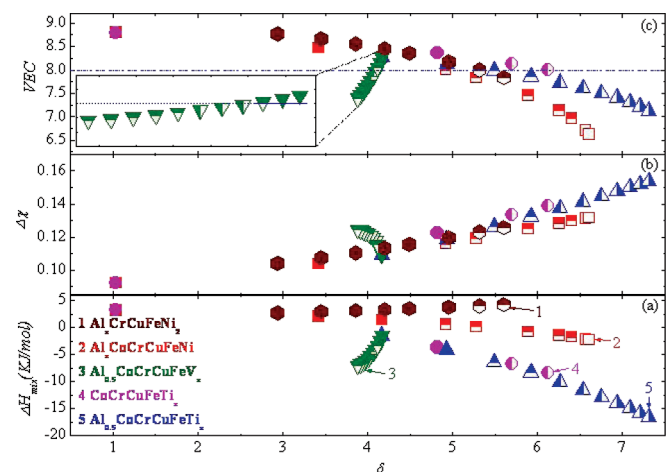 9.0
(c)
8.5
8.0
7.5
7.0
6.5
VEC
0.16
(b)
0.14
0.12
0.10
Δχ
5
(a)
0
-5
-10
-15
-20
ΔH_mix (KJ/mol)
1 Al_xCrCuFeNi_2
2 Al_xCoCrCuFeNi
3 Al_0.5CoCrCuFeV_x
4 CoCrCuFeTi_x
5 Al_0.5CoCrCuFeTi_x
1
2
3
4
5
1 2 3 4 5 6 7
δ